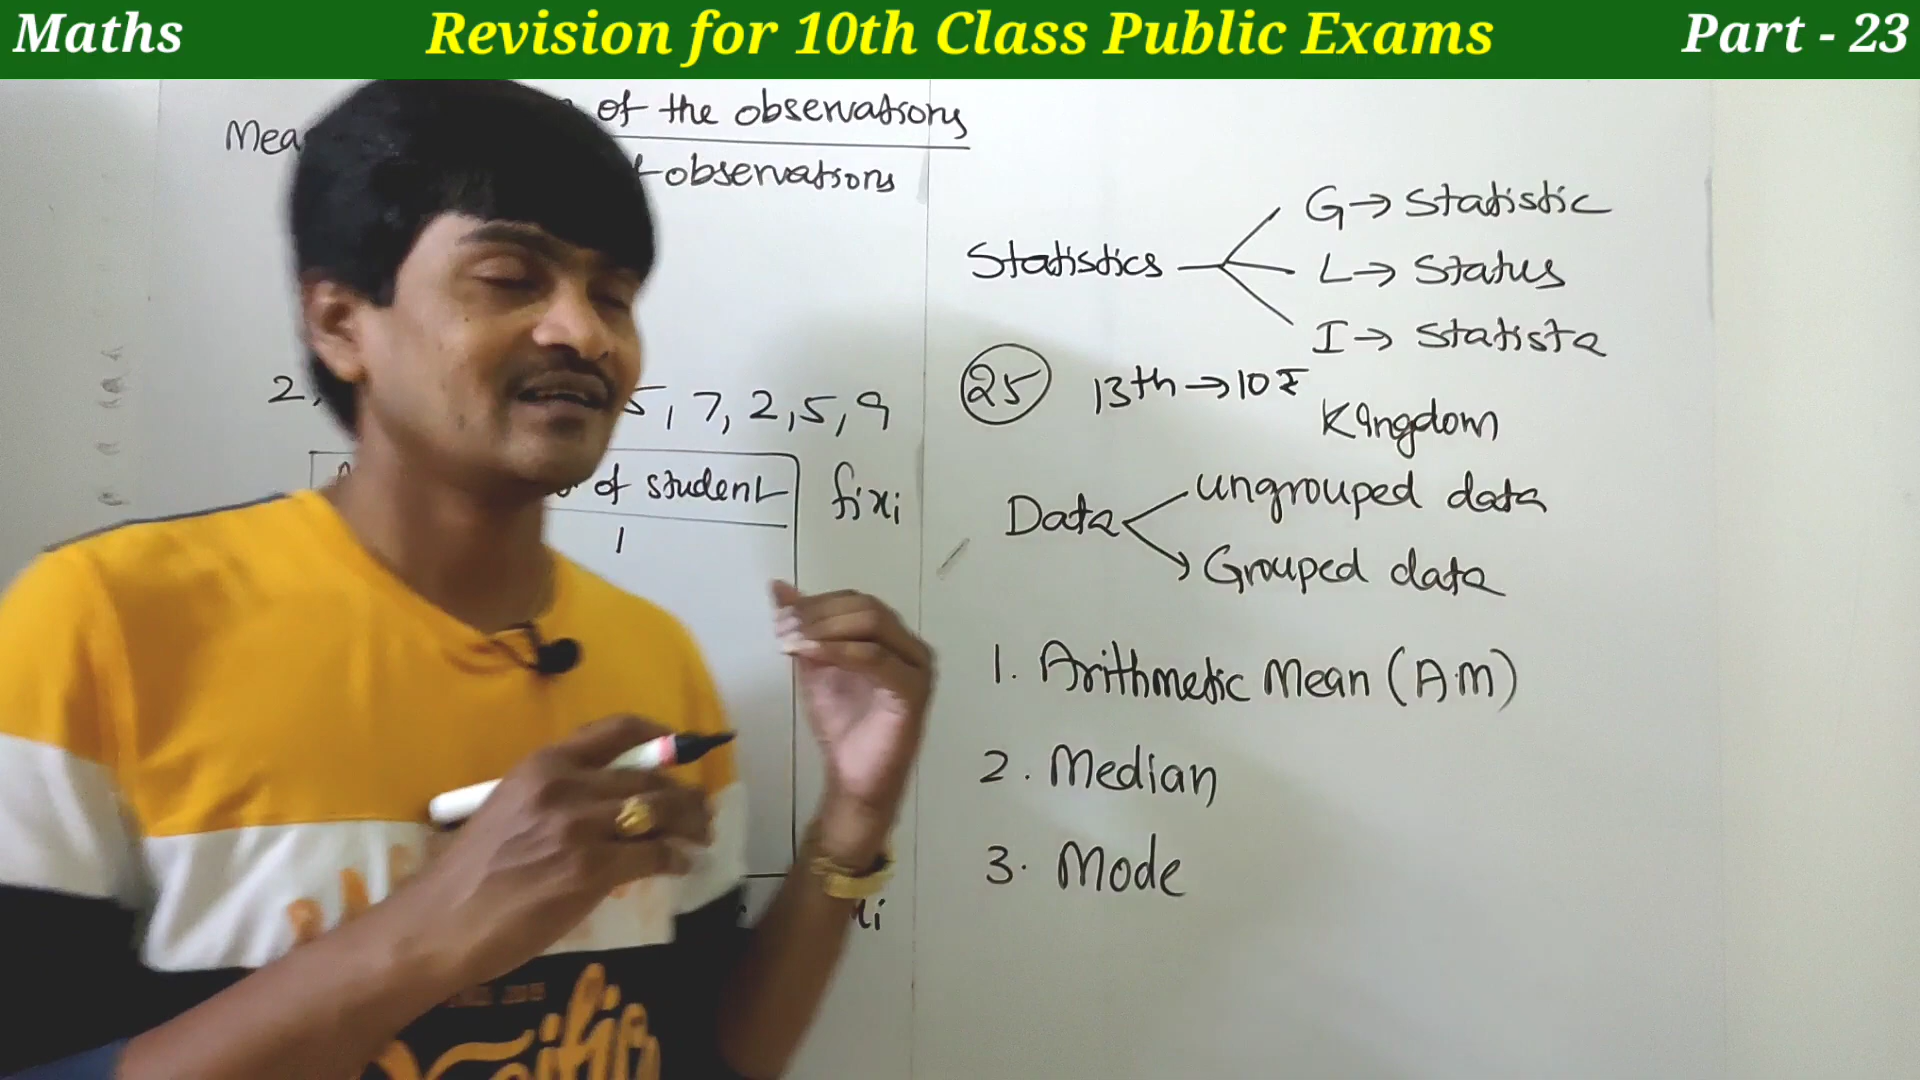 Maths Revision for 10th Class Public Exams Part - 23
of the observations
observations
Statistics
G → Statistic
L → Status
I → Statista
25 13th → 10₹
Kingdom
2, 5, 7, 2, 5, 9
of student fixi
1
Data
ungrouped data
Grouped data
1. Arithmetic Mean (A.M)
2. Median
3. Mode